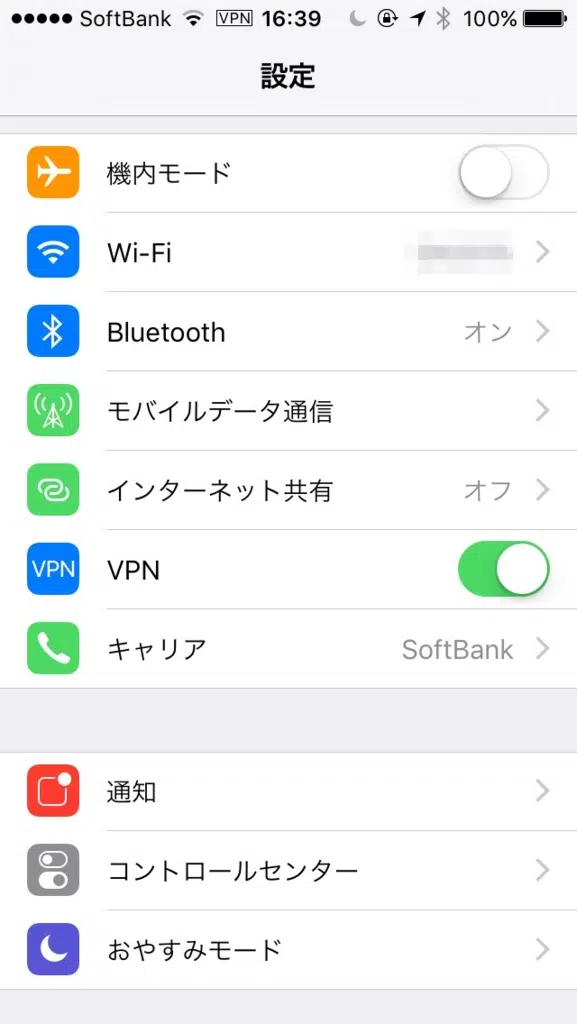 SoftBank VPN 16:39 100%
設定
機内モード
Wi-Fi
Bluetooth オン
モバイルデータ通信
インターネット共有 オフ
VPN VPN
キャリア SoftBank
通知
コントロールセンター
おやすみモード